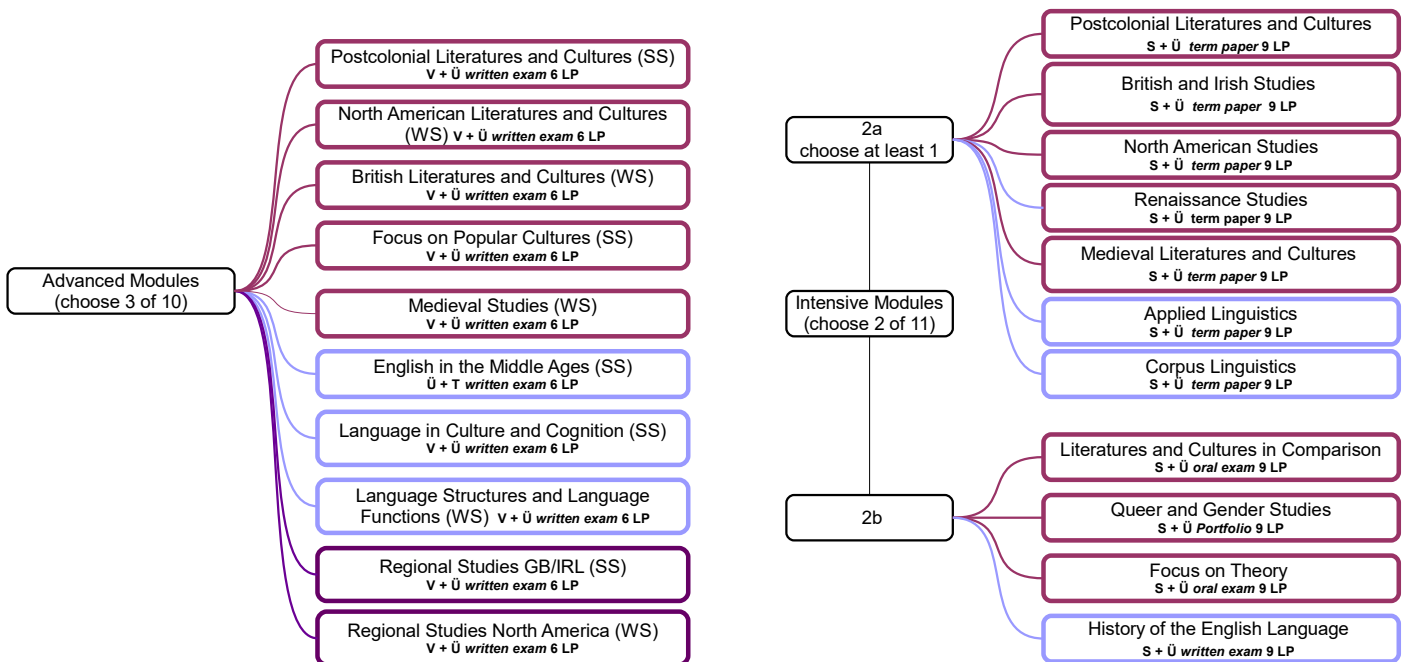 Advanced Modules
(choose 3 of 10)
Postcolonial Literatures and Cultures (SS)
V + Ü written exam 6 LP
North American Literatures and Cultures
(WS) V + Ü written exam 6 LP
British Literatures and Cultures (WS)
V + Ü written exam 6 LP
Focus on Popular Cultures (SS)
V + Ü written exam 6 LP
Medieval Studies (WS)
V + Ü written exam 6 LP
English in the Middle Ages (SS)
Ü + T written exam 6 LP
Language in Culture and Cognition (SS)
V + Ü written exam 6 LP
Language Structures and Language
Functions (WS) V + Ü written exam 6 LP
Regional Studies GB/IRL (SS)
V + Ü written exam 6 LP
Regional Studies North America (WS)
V + Ü written exam 6 LP
Intensive Modules
(choose 2 of 11)
2a
choose at least 1
Postcolonial Literatures and Cultures
S + Ü term paper 9 LP
British and Irish Studies
S + Ü term paper 9 LP
North American Studies
S + Ü term paper 9 LP
Renaissance Studies
S + Ü term paper 9 LP
Medieval Literatures and Cultures
S + Ü term paper 9 LP
Applied Linguistics
S + Ü term paper 9 LP
Corpus Linguistics
S + Ü term paper 9 LP
2b
Literatures and Cultures in Comparison
S + Ü oral exam 9 LP
Queer and Gender Studies
S + Ü Portfolio 9 LP
Focus on Theory
S + Ü oral exam 9 LP
History of the English Language
S + Ü written exam 9 LP